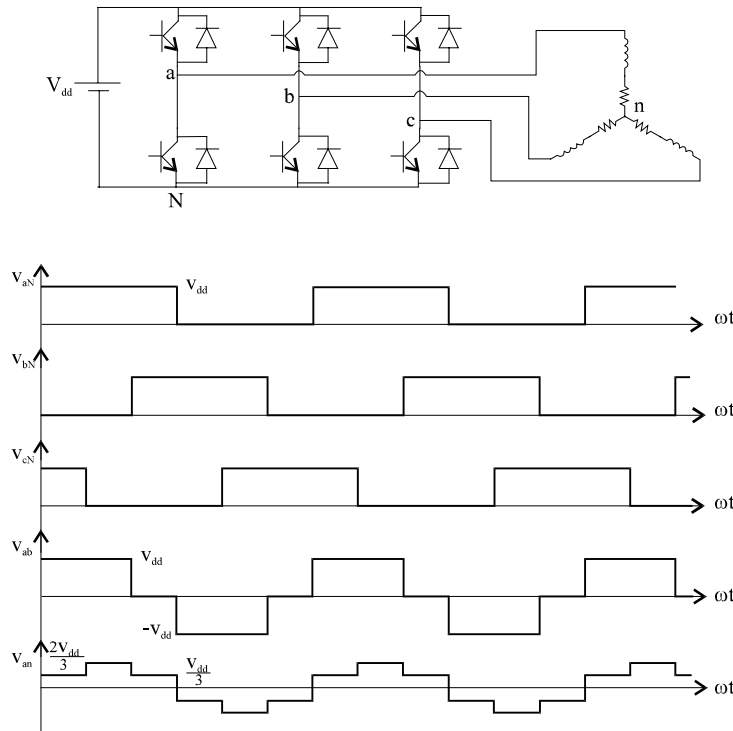 V_dd
a
b
c
n
N
v_aN
v_dd
ωt
v_bN
ωt
v_cN
ωt
v_ab
v_dd
ωt
-v_dd
v_an
2v_dd/3
v_dd/3
ωt